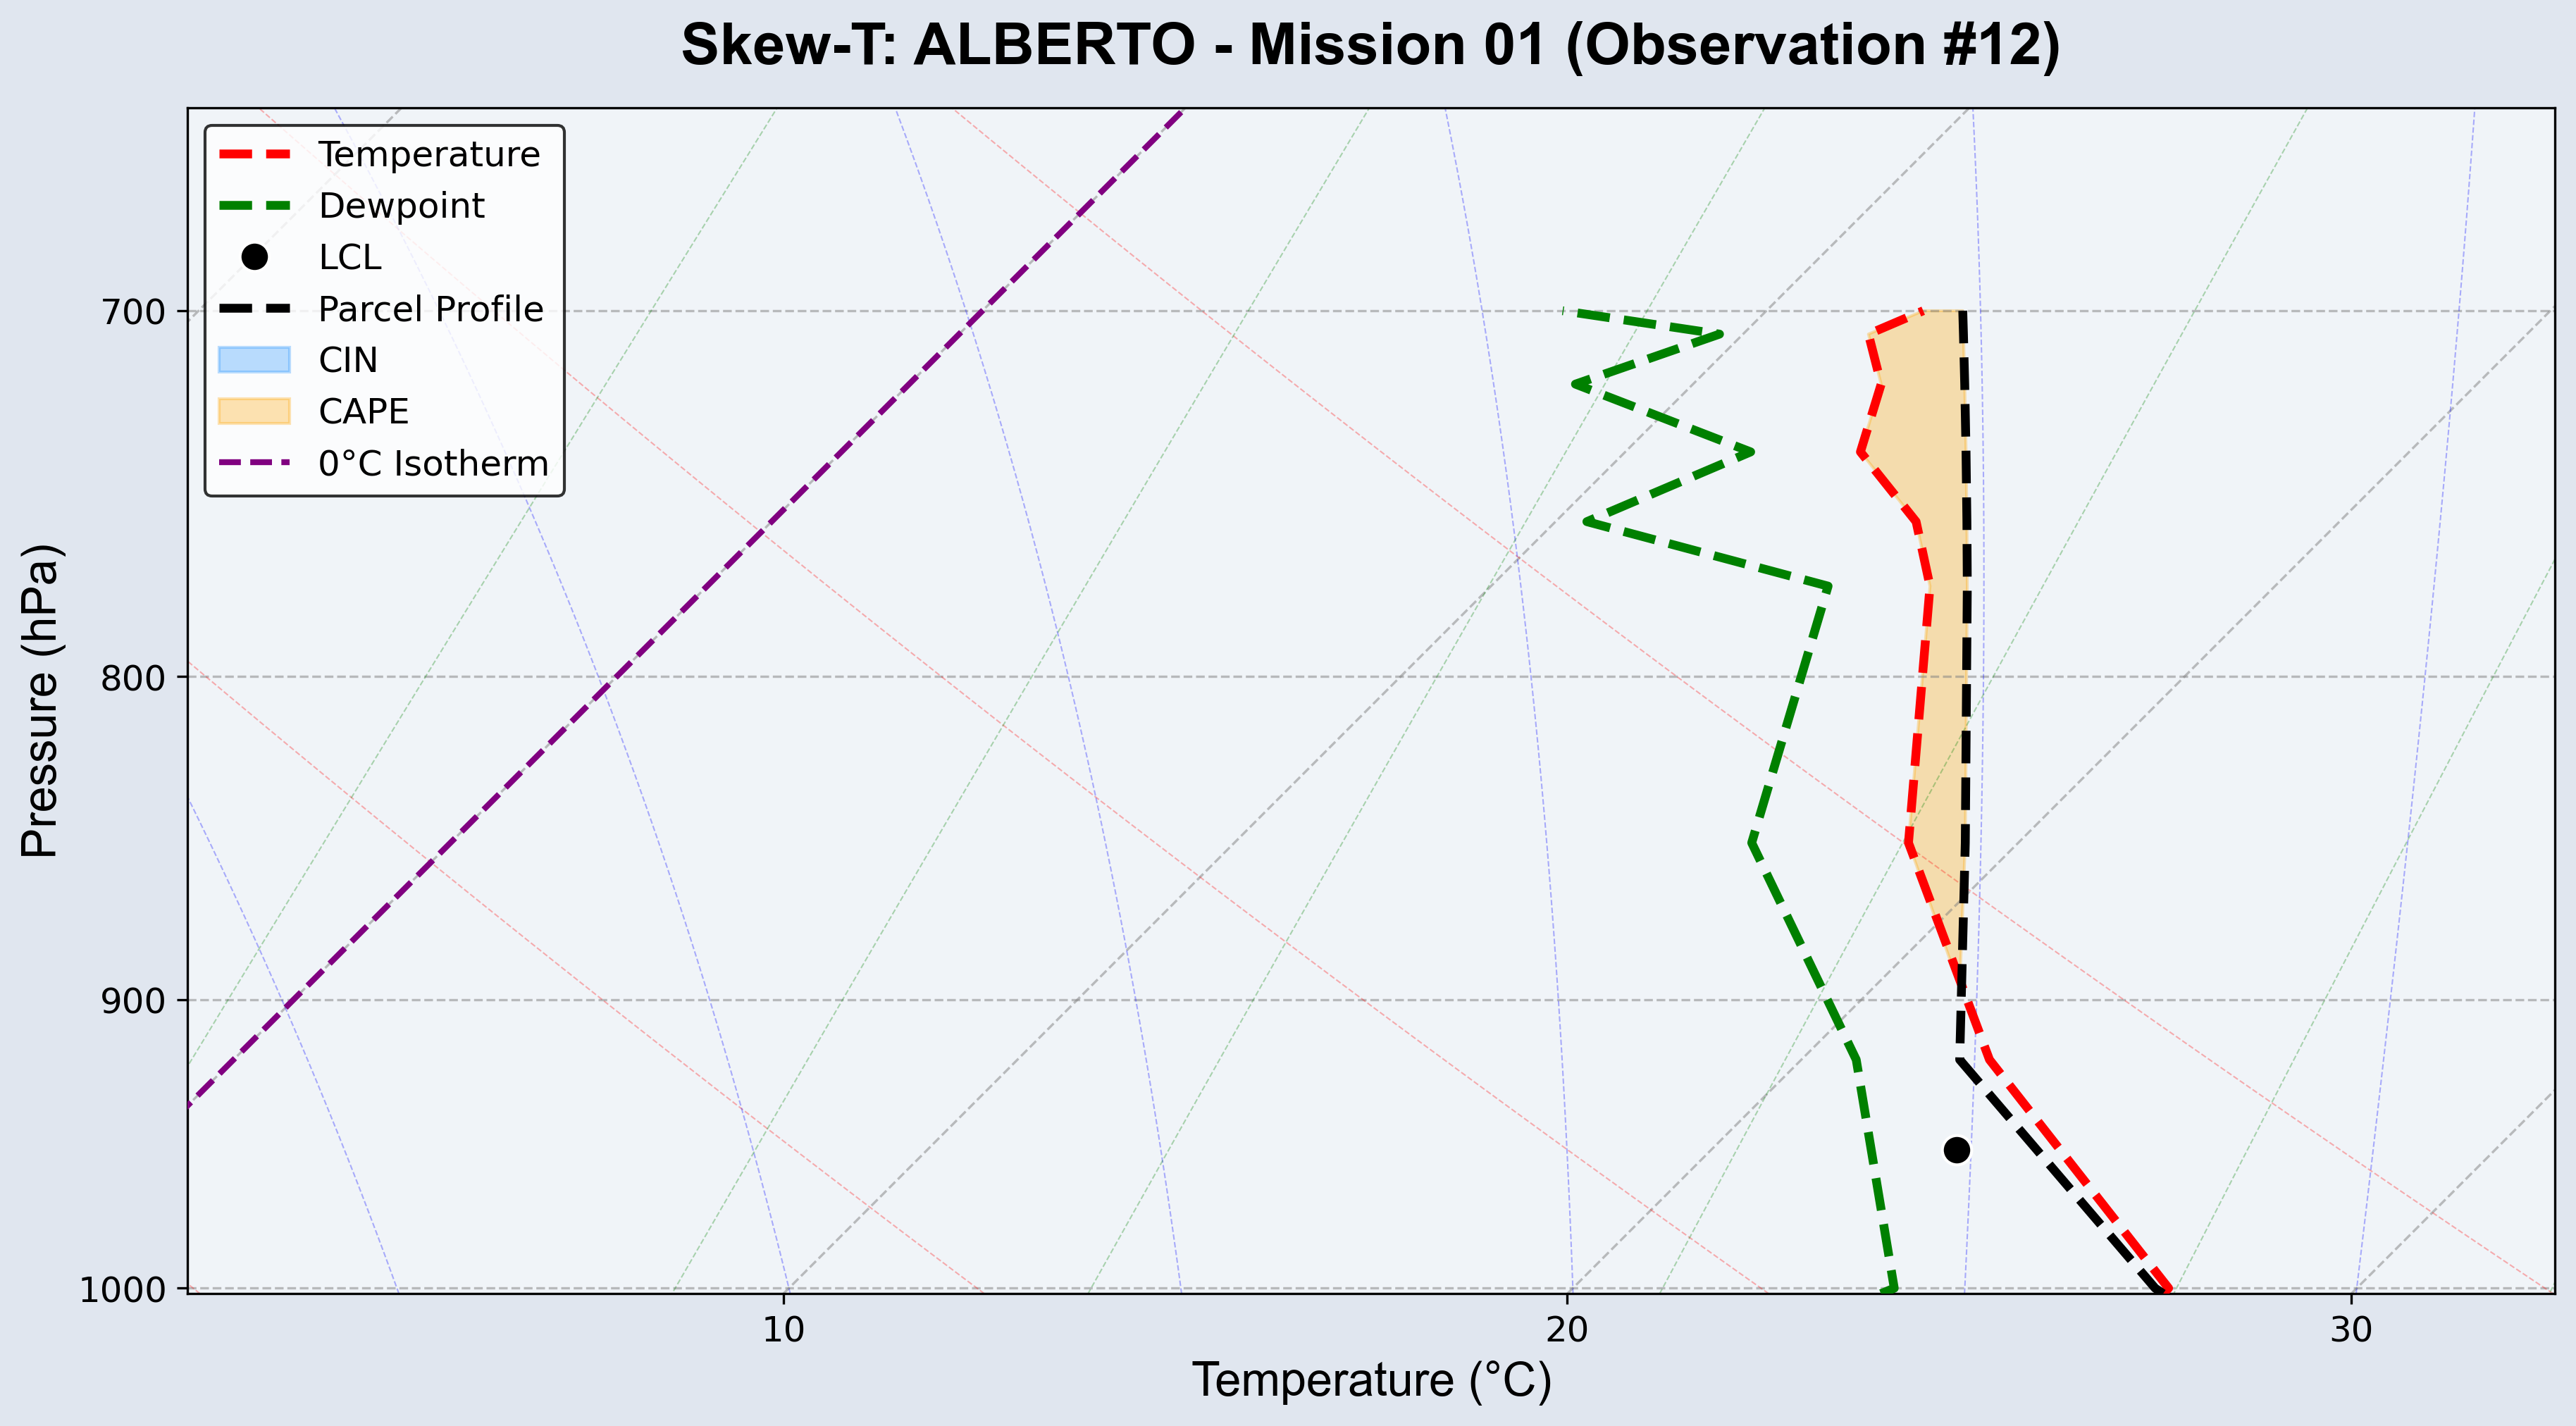 Skew-T: ALBERTO - Mission 01 (Observation #12)
Temperature
Dewpoint
LCL
Parcel Profile
CIN
CAPE
0°C Isotherm
Pressure (hPa)
700
800
900
1000
10
20
30
Temperature (°C)